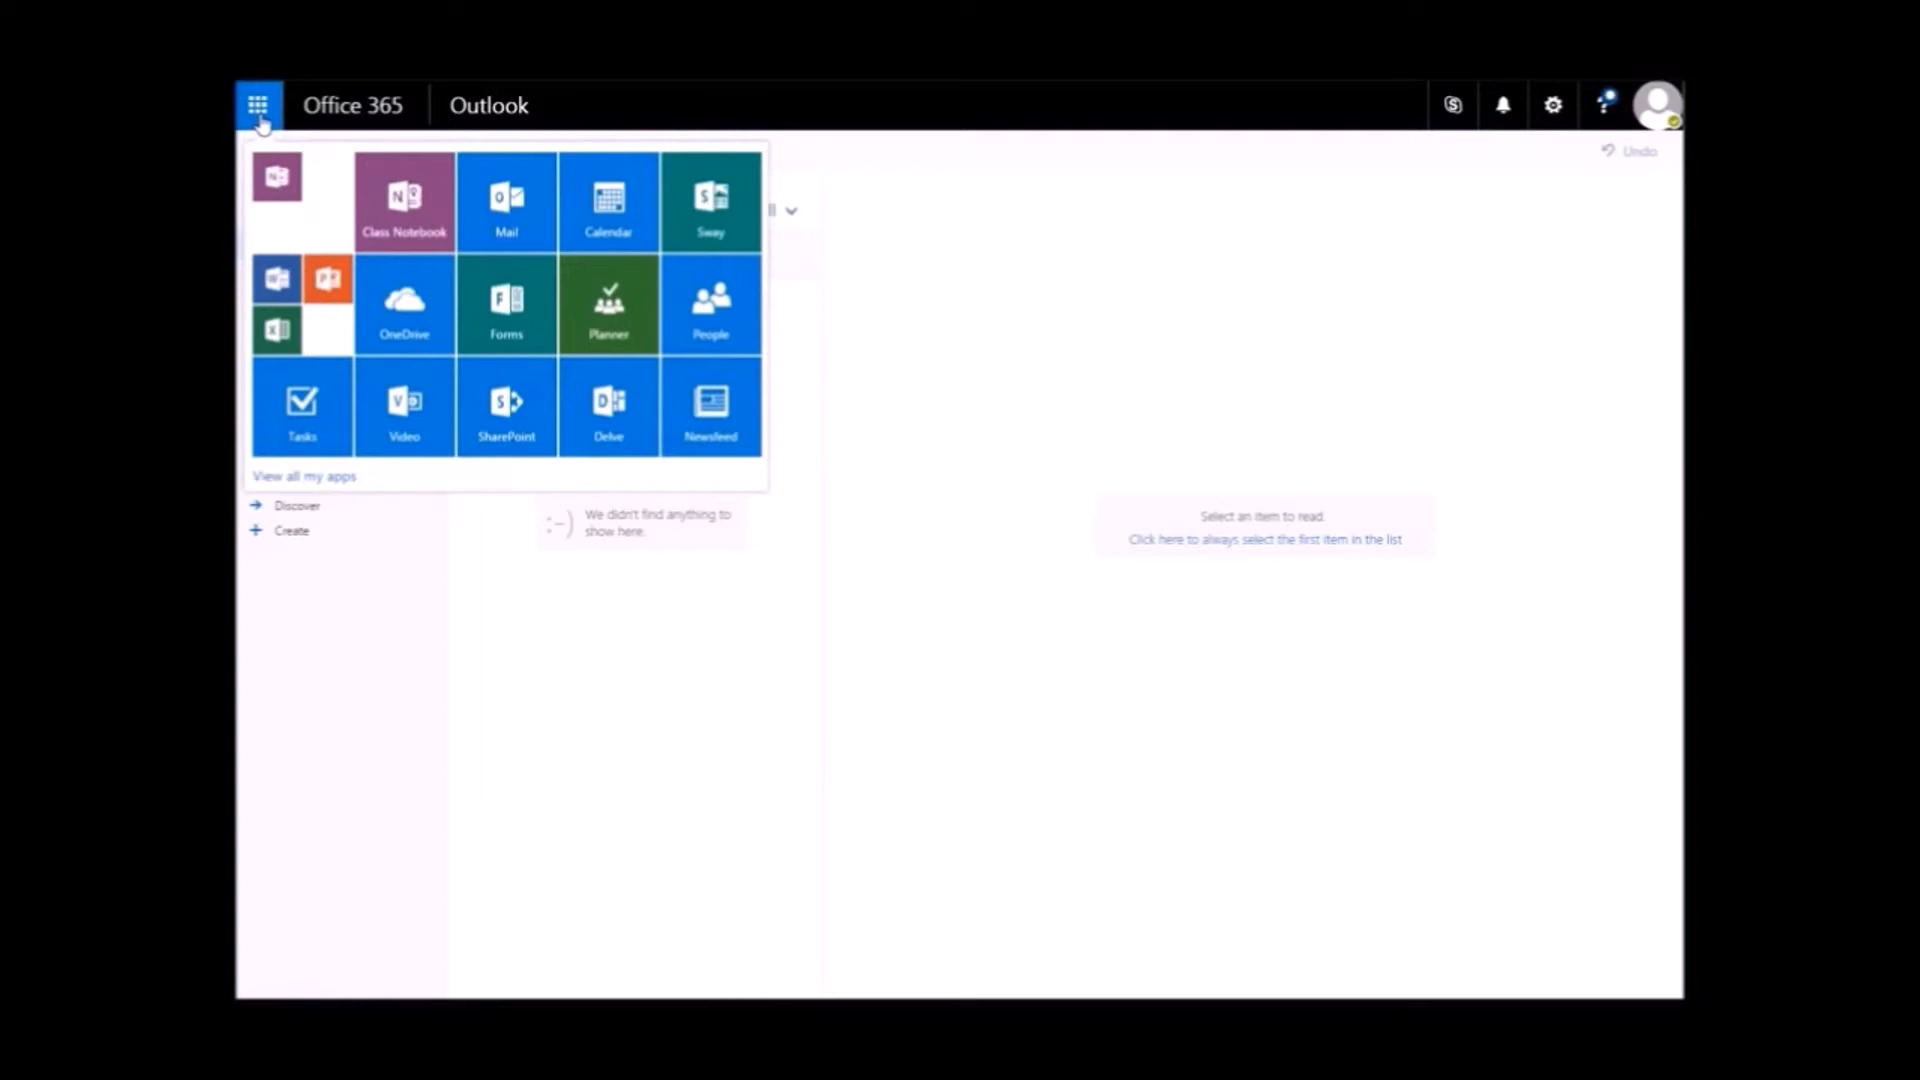 Office 365
Outlook
Undo
Class Notebook
Mail
Calendar
Sway
OneDrive
Forms
Planner
People
Tasks
Video
SharePoint
Delve
Newsfeed
View all my apps
Discover
Create
:-)
We didn't find anything to
show here.
Select an item to read.
Click here to always select the first item in the list